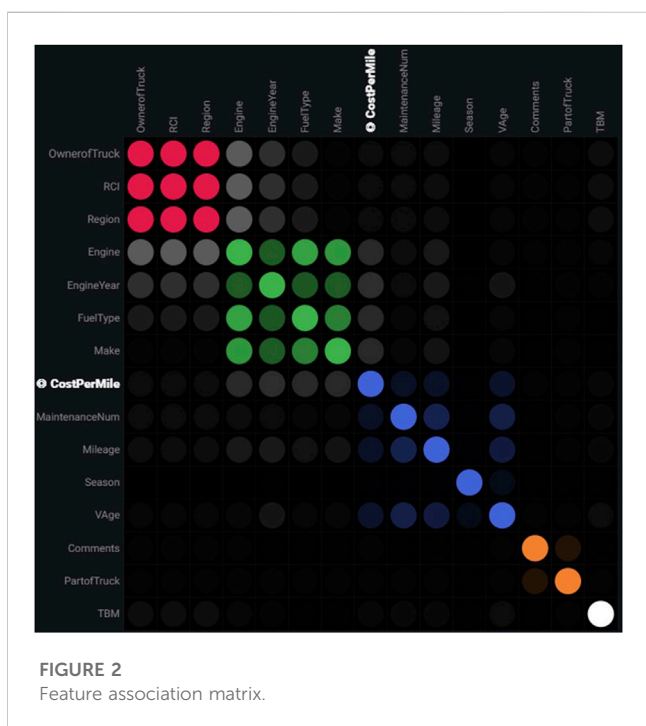 OwnerofTruck
RCI
Region
Engine
EngineYear
FuelType
Make
CostPerMile
MaintenanceNum
Mileage
Season
VAge
Comments
PartofTruck
TBM
OwnerofTruck
RCI
Region
Engine
EngineYear
FuelType
Make
CostPerMile
MaintenanceNum
Mileage
Season
VAge
Comments
PartofTruck
TBM
FIGURE 2
Feature association matrix.